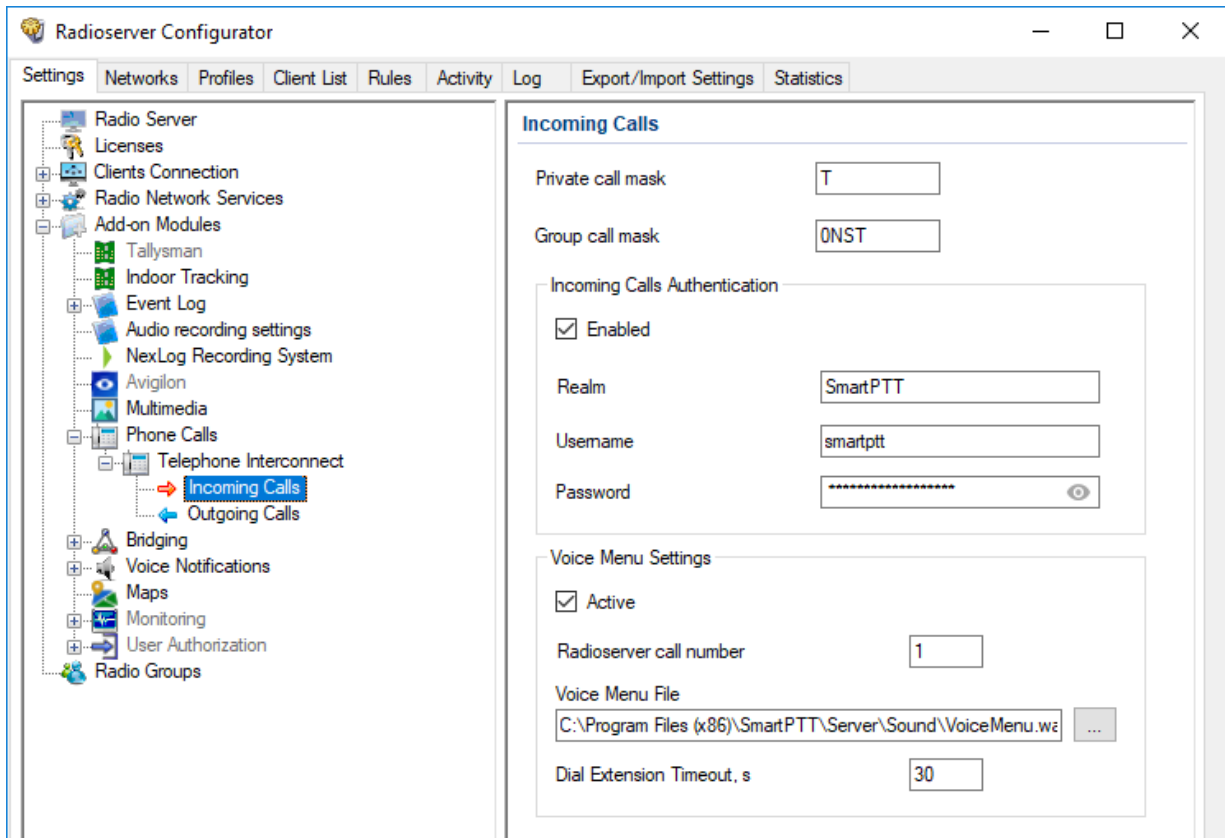 Radioserver Configurator
Settings Networks Profiles Client List Rules Activity Log Export/Import Settings Statistics
Radio Server
Licenses
Clients Connection
Radio Network Services
Add-on Modules
Tallysman
Indoor Tracking
Event Log
Audio recording settings
NexLog Recording System
Avigilon
Multimedia
Phone Calls
Telephone Interconnect
Incoming Calls
Outgoing Calls
Bridging
Voice Notifications
Maps
Monitoring
User Authorization
Radio Groups
Incoming Calls
Private call mask T
Group call mask 0NST
Incoming Calls Authentication
Enabled
Realm SmartPTT
Username smartptt
Password ******************
Voice Menu Settings
Active
Radioserver call number 1
Voice Menu File
C:\Program Files (x86)\SmartPTT\Server\Sound\VoiceMenu.wa ...
Dial Extension Timeout, s 30